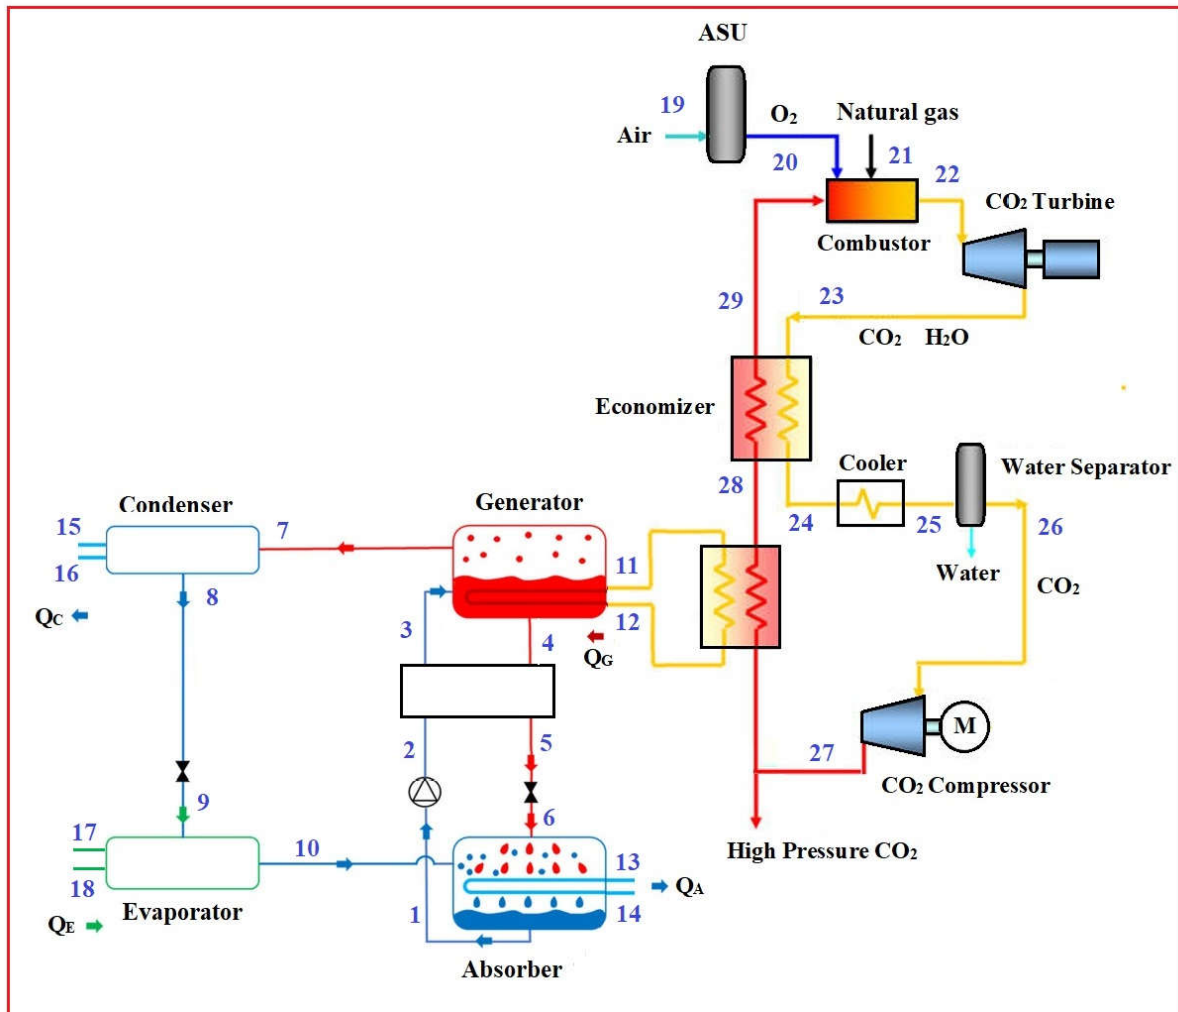 ASU
19
Air
O2
20
Natural gas
21
22
CO2 Turbine
Combustor
29
23
CO2 H2O
Economizer
28
Cooler
24
25
Water Separator
26
Water
CO2
Condenser
15
16
7
QC
8
Generator
11
12
3
4
QG
2
5
27
M
CO2 Compressor
High Pressure CO2
9
6
17
18
10
QE
Evaporator
1
13
14
QA
Absorber